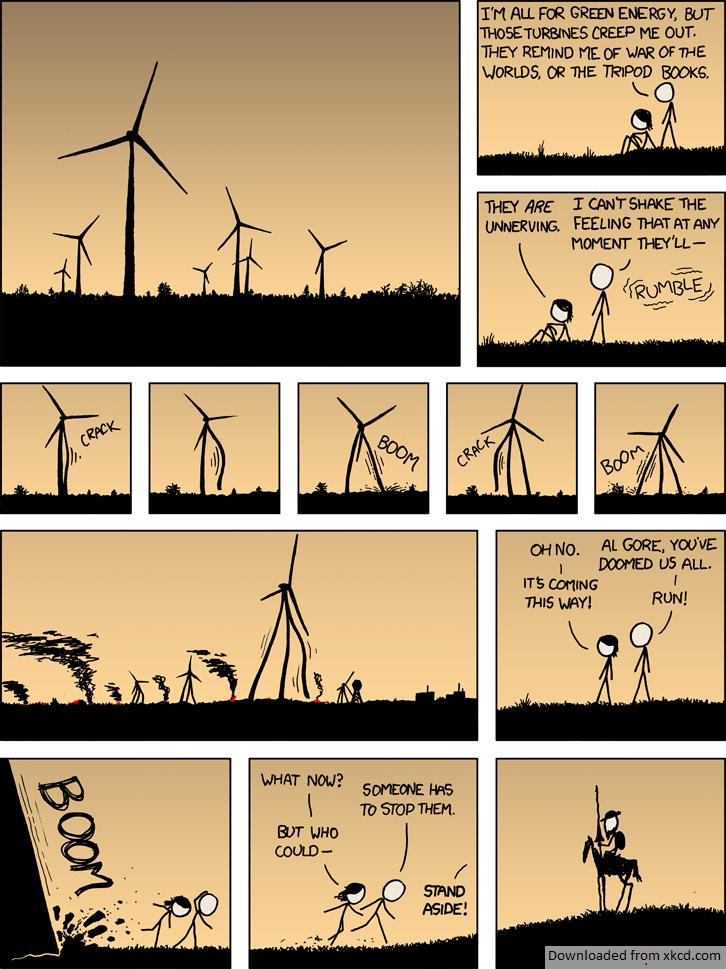 I'M ALL FOR GREEN ENERGY, BUT
THOSE TURBINES CREEP ME OUT.
THEY REMIND ME OF WAR OF THE
WORLDS, OR THE TRIPOD BOOKS.
THEY ARE
UNNERVING.
I CAN'T SHAKE THE
FEELING THAT AT ANY
MOMENT THEY'LL—
RUMBLE
CRACK
BOOM
CRACK
BOOM
OH NO.
IT'S COMING
THIS WAY!
AL GORE, YOU'VE
DOOMED US ALL.
RUN!
BOOM
WHAT NOW?
BUT WHO
COULD—
SOMEONE HAS
TO STOP THEM.
STAND
ASIDE!
Downloaded from xkcd.com